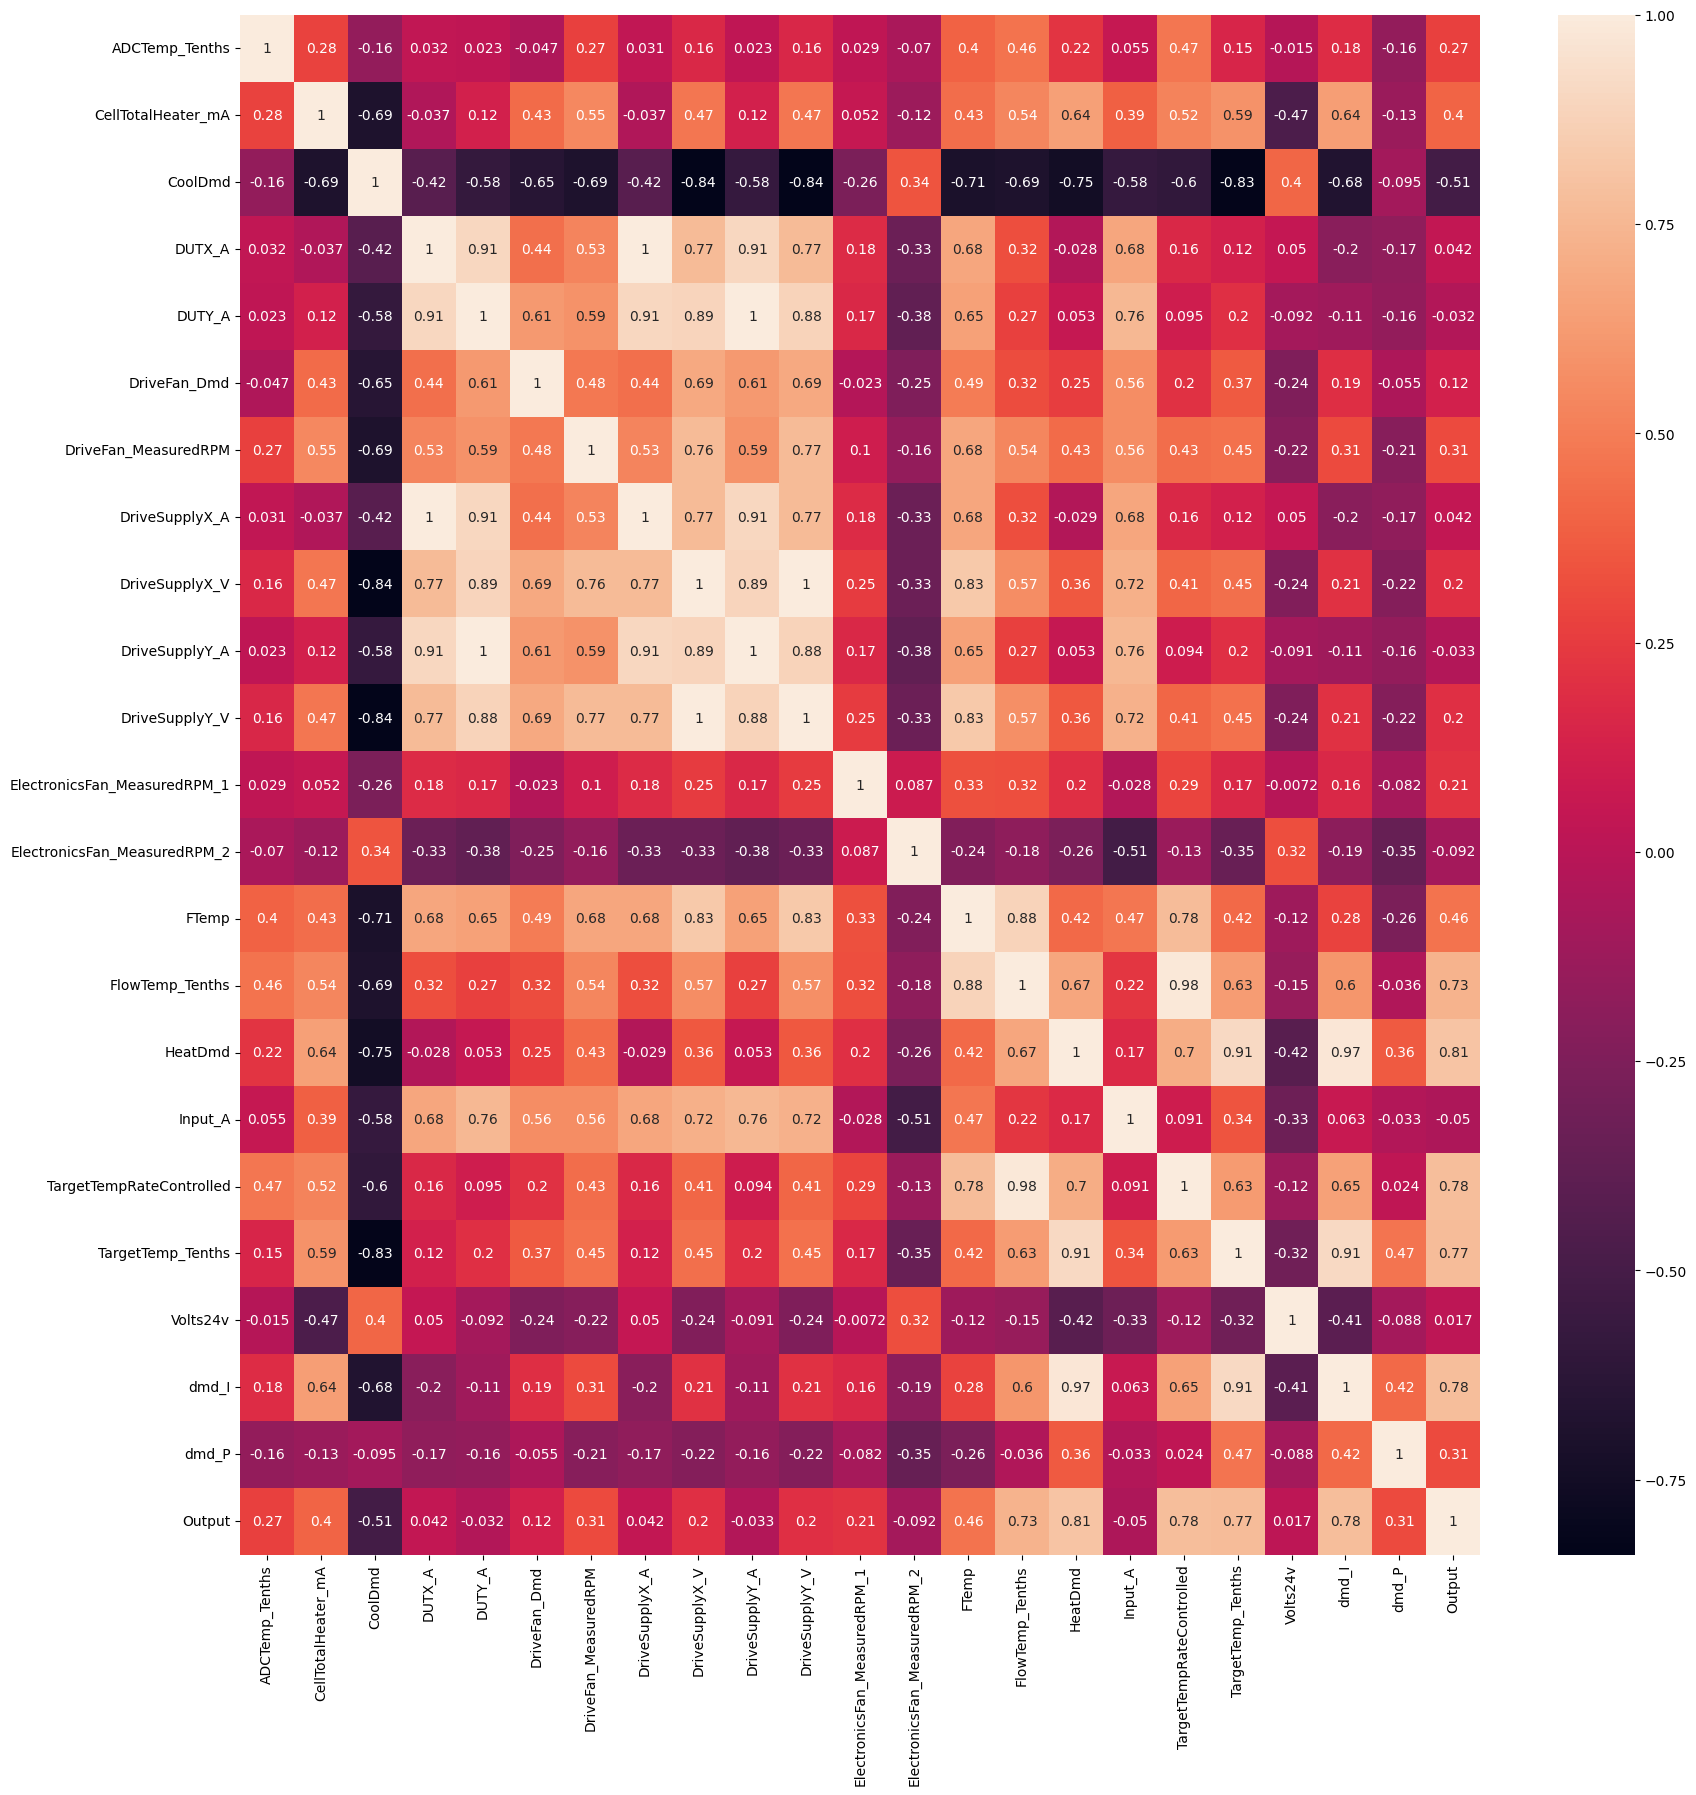 ADCTemp_Tenths 1 0.28 -0.16 0.032 0.023 -0.047 0.27 0.031 0.16 0.023 0.16 0.029 -0.07 0.4 0.46 0.22 0.055 0.47 0.15 -0.015 0.18 -0.16 0.27
CellTotalHeater_mA 0.28 1 -0.69 -0.037 0.12 0.43 0.55 -0.037 0.47 0.12 0.47 0.052 -0.12 0.43 0.54 0.64 0.39 0.52 0.59 -0.47 0.64 -0.13 0.4
CoolDmd -0.16 -0.69 1 -0.42 -0.58 -0.65 -0.69 -0.42 -0.84 -0.58 -0.84 -0.26 0.34 -0.71 -0.69 -0.75 -0.58 -0.6 -0.83 0.4 -0.68 -0.095 -0.51
DUTX_A 0.032 -0.037 -0.42 1 0.91 0.44 0.53 1 0.77 0.91 0.77 0.18 -0.33 0.68 0.32 -0.028 0.68 0.16 0.12 0.05 -0.2 -0.17 0.042
DUTY_A 0.023 0.12 -0.58 0.91 1 0.61 0.59 0.91 0.89 1 0.88 0.17 -0.38 0.65 0.27 0.053 0.76 0.095 0.2 -0.092 -0.11 -0.16 -0.032
DriveFan_Dmd -0.047 0.43 -0.65 0.44 0.61 1 0.48 0.44 0.69 0.61 0.69 -0.023 -0.25 0.49 0.32 0.25 0.56 0.2 0.37 -0.24 0.19 -0.055 0.12
DriveFan_MeasuredRPM 0.27 0.55 -0.69 0.53 0.59 0.48 1 0.53 0.76 0.59 0.77 0.1 -0.16 0.68 0.54 0.43 0.56 0.43 0.45 -0.22 0.31 -0.21 0.31
DriveSupplyX_A 0.031 -0.037 -0.42 1 0.91 0.44 0.53 1 0.77 0.91 0.77 0.18 -0.33 0.68 0.32 -0.029 0.68 0.16 0.12 0.05 -0.2 -0.17 0.042
DriveSupplyX_V 0.16 0.47 -0.84 0.77 0.89 0.69 0.76 0.77 1 0.89 1 0.25 -0.33 0.83 0.57 0.36 0.72 0.41 0.45 -0.24 0.21 -0.22 0.2
DriveSupplyY_A 0.023 0.12 -0.58 0.91 1 0.61 0.59 0.91 0.89 1 0.88 0.17 -0.38 0.65 0.27 0.053 0.76 0.094 0.2 -0.091 -0.11 -0.16 -0.033
DriveSupplyY_V 0.16 0.47 -0.84 0.77 0.88 0.69 0.77 0.77 1 0.88 1 0.25 -0.33 0.83 0.57 0.36 0.72 0.41 0.45 -0.24 0.21 -0.22 0.2
ElectronicsFan_MeasuredRPM_1 0.029 0.052 -0.26 0.18 0.17 -0.023 0.1 0.18 0.25 0.17 0.25 1 0.087 0.33 0.32 0.2 -0.028 0.29 0.17 -0.0072 0.16 -0.082 0.21
ElectronicsFan_MeasuredRPM_2 -0.07 -0.12 0.34 -0.33 -0.38 -0.25 -0.16 -0.33 -0.33 -0.38 -0.33 0.087 1 -0.24 -0.18 -0.26 -0.51 -0.13 -0.35 0.32 -0.19 -0.35 -0.092
FTemp 0.4 0.43 -0.71 0.68 0.65 0.49 0.68 0.68 0.83 0.65 0.83 0.33 -0.24 1 0.88 0.42 0.47 0.78 0.42 -0.12 0.28 -0.26 0.46
FlowTemp_Tenths 0.46 0.54 -0.69 0.32 0.27 0.32 0.54 0.32 0.57 0.27 0.57 0.32 -0.18 0.88 1 0.67 0.22 0.98 0.63 -0.15 0.6 -0.036 0.73
HeatDmd 0.22 0.64 -0.75 -0.028 0.053 0.25 0.43 -0.029 0.36 0.053 0.36 0.2 -0.26 0.42 0.67 1 0.17 0.7 0.91 -0.42 0.97 0.36 0.81
Input_A 0.055 0.39 -0.58 0.68 0.76 0.56 0.56 0.68 0.72 0.76 0.72 -0.028 -0.51 0.47 0.22 0.17 1 0.091 0.34 -0.33 0.063 -0.033 -0.05
TargetTempRateControlled 0.47 0.52 -0.6 0.16 0.095 0.2 0.43 0.16 0.41 0.094 0.41 0.29 -0.13 0.78 0.98 0.7 0.091 1 0.63 -0.12 0.65 0.024 0.78
TargetTemp_Tenths 0.15 0.59 -0.83 0.12 0.2 0.37 0.45 0.12 0.45 0.2 0.45 0.17 -0.35 0.42 0.63 0.91 0.34 0.63 1 -0.32 0.91 0.47 0.77
Volts24v -0.015 -0.47 0.4 0.05 -0.092 -0.24 -0.22 0.05 -0.24 -0.091 -0.24 -0.0072 0.32 -0.12 -0.15 -0.42 -0.33 -0.12 -0.32 1 -0.41 -0.088 0.017
dmd_I 0.18 0.64 -0.68 -0.2 -0.11 0.19 0.31 -0.2 0.21 -0.11 0.21 0.16 -0.19 0.28 0.6 0.97 0.063 0.65 0.91 -0.41 1 0.42 0.78
dmd_P -0.16 -0.13 -0.095 -0.17 -0.16 -0.055 -0.21 -0.17 -0.22 -0.16 -0.22 -0.082 -0.35 -0.26 -0.036 0.36 -0.033 0.024 0.47 -0.088 0.42 1 0.31
Output 0.27 0.4 -0.51 0.042 -0.032 0.12 0.31 0.042 0.2 -0.033 0.2 0.21 -0.092 0.46 0.73 0.81 -0.05 0.78 0.77 0.017 0.78 0.31 1
ADCTemp_Tenths
CellTotalHeater_mA
CoolDmd
DUTX_A
DUTY_A
DriveFan_Dmd
DriveFan_MeasuredRPM
DriveSupplyX_A
DriveSupplyX_V
DriveSupplyY_A
DriveSupplyY_V
ElectronicsFan_MeasuredRPM_1
ElectronicsFan_MeasuredRPM_2
FTemp
FlowTemp_Tenths
HeatDmd
Input_A
TargetTempRateControlled
TargetTemp_Tenths
Volts24v
dmd_I
dmd_P
Output
1.00
0.75
0.50
0.25
0.00
−0.25
−0.50
−0.75